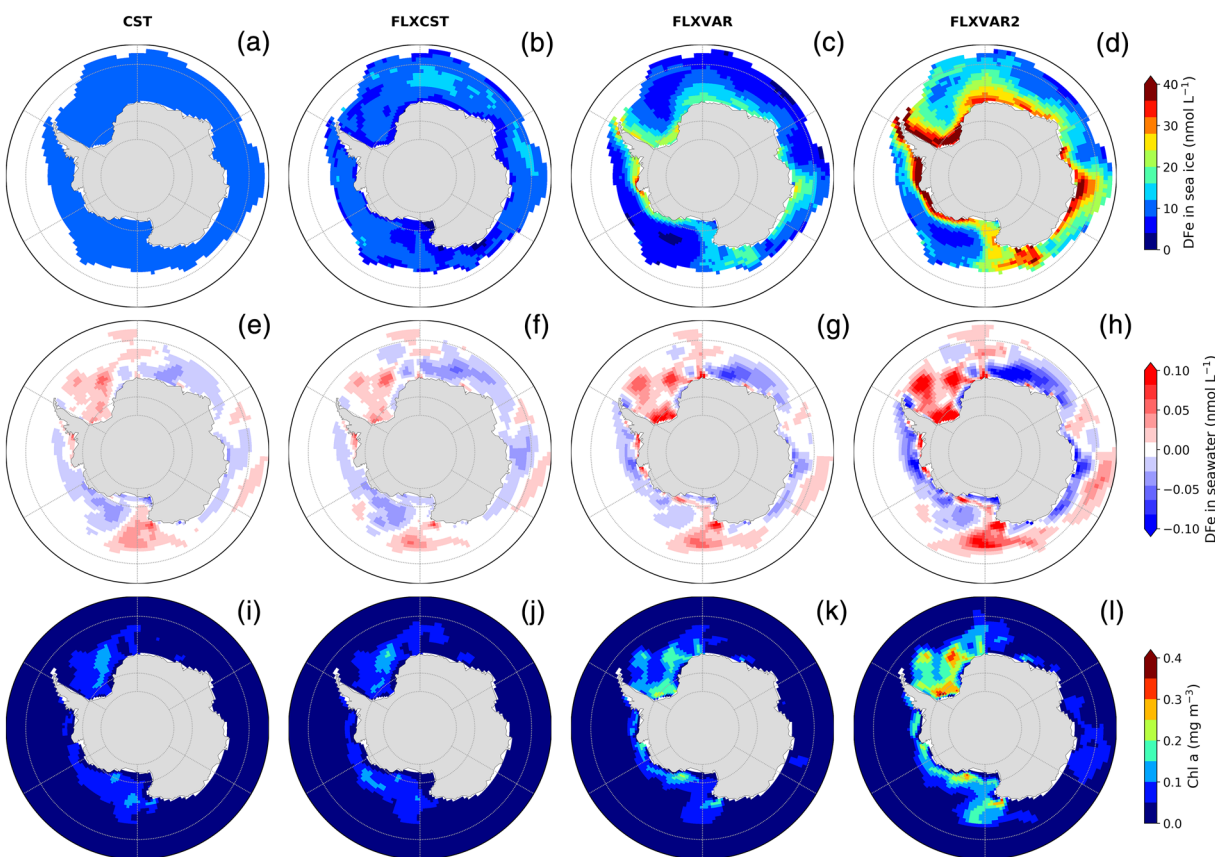 CST FLXCST FLXVAR FLXVAR2
(a) (b) (c) (d)
40
30
20
10
0
DFe in sea ice (nmol L⁻¹)
(e) (f) (g) (h)
0.10
0.05
0.00
−0.05
−0.10
DFe in seawater (nmol L⁻¹)
(i) (j) (k) (l)
0.4
0.3
0.2
0.1
0.0
Chl a (mg m⁻³)